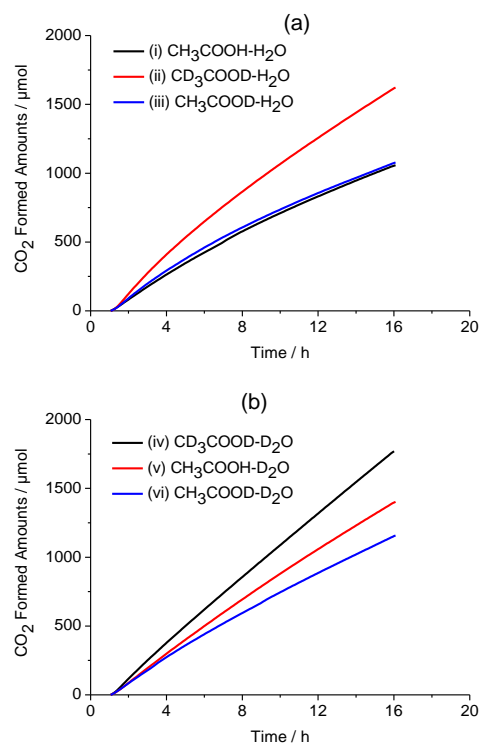 (a)
2000
1500
1000
500
0
CO2 Formed Amounts / μmol
(i) CH3COOH-H2O
(ii) CD3COOD-H2O
(iii) CH3COOD-H2O
0 4 8 12 16 20
Time / h
(b)
2000
1500
1000
500
0
CO2 Formed Amounts / μmol
(iv) CD3COOD-D2O
(v) CH3COOH-D2O
(vi) CH3COOD-D2O
0 4 8 12 16 20
Time / h